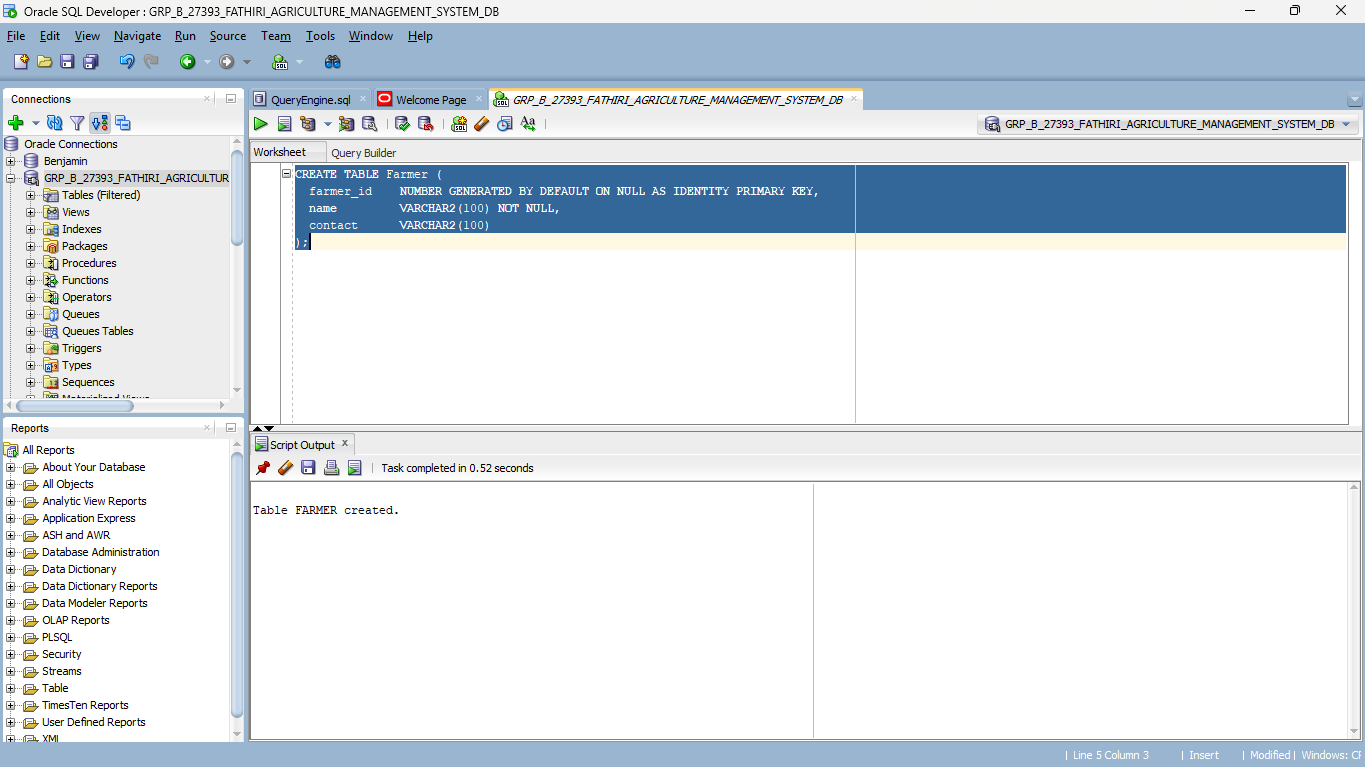 Oracle SQL Developer : GRP_B_27393_FATHIRI_AGRICULTURE_MANAGEMENT_SYSTEM_DB
File Edit View Navigate Run Source Team Tools Window Help
Connections
Oracle Connections
Benjamin
GRP_B_27393_FATHIRI_AGRICULTUR
Tables (Filtered)
Views
Indexes
Packages
Procedures
Functions
Operators
Queues
Queues Tables
Triggers
Types
Sequences
Reports
All Reports
About Your Database
All Objects
Analytic View Reports
Application Express
ASH and AWR
Database Administration
Data Dictionary
Data Dictionary Reports
Data Modeler Reports
OLAP Reports
PLSQL
Security
Streams
Table
TimesTen Reports
User Defined Reports
XML
QueryEngine.sql
Welcome Page
GRP_B_27393_FATHIRI_AGRICULTURE_MANAGEMENT_SYSTEM_DB
GRP_B_27393_FATHIRI_AGRICULTURE_MANAGEMENT_SYSTEM_DB
Worksheet Query Builder
CREATE TABLE Farmer (
farmer_id NUMBER GENERATED BY DEFAULT ON NULL AS IDENTITY PRIMARY KEY,
name VARCHAR2(100) NOT NULL,
contact VARCHAR2(100)
);
Script Output
Task completed in 0.52 seconds
Table FARMER created.
Line 5 Column 3 | Insert | Modified | Windows: CF